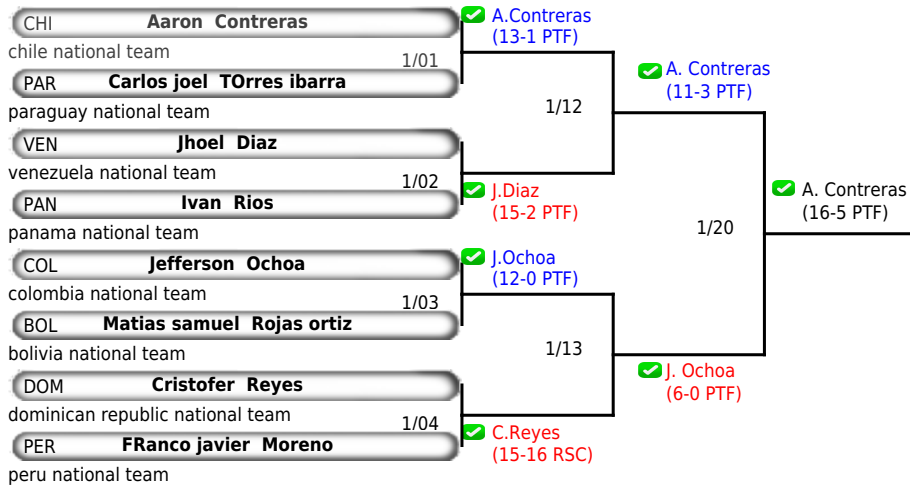 CHI Aaron Contreras
chile national team
1/01
PAR Carlos joel TOrres ibarra
paraguay national team
VEN Jhoel Diaz
venezuela national team
1/02
PAN Ivan Rios
panama national team
COL Jefferson Ochoa
colombia national team
1/03
BOL Matias samuel Rojas ortiz
bolivia national team
DOM Cristofer Reyes
dominican republic national team
1/04
PER FRanco javier Moreno
peru national team
A.Contreras
(13-1 PTF)
1/12
J.Diaz
(15-2 PTF)
J.Ochoa
(12-0 PTF)
1/13
C.Reyes
(15-16 RSC)
A. Contreras
(11-3 PTF)
1/20
J. Ochoa
(6-0 PTF)
A. Contreras
(16-5 PTF)